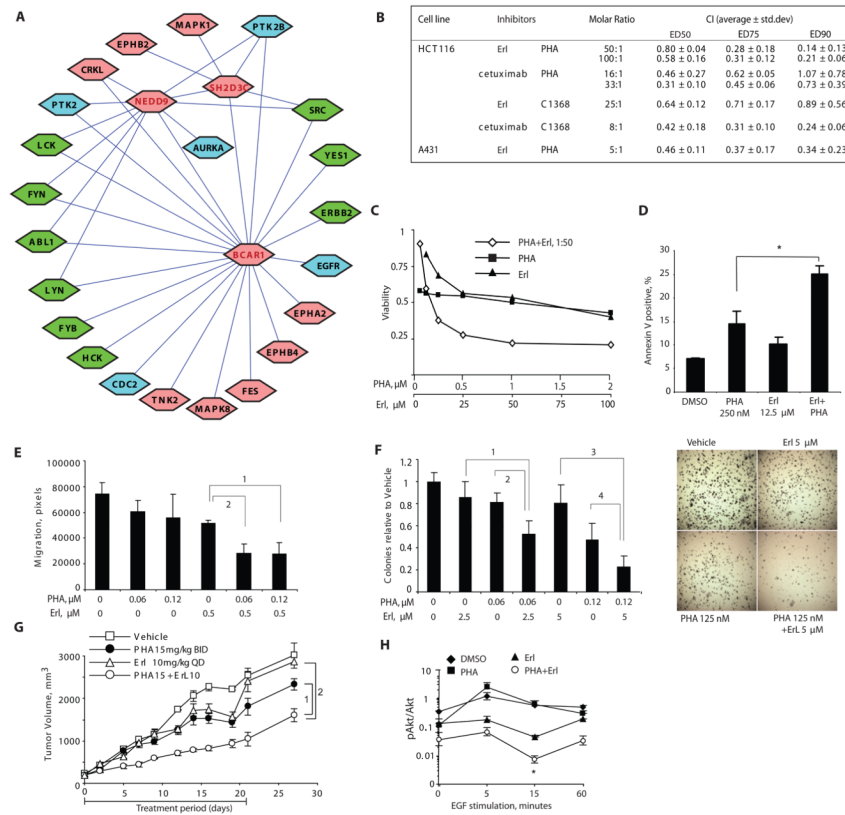 A
MAPK1
PTK2B
EPHB2
CRKL
SH2D3C
NEDD9
PTK2
SRC
LCK
AURKA
YES1
FYN
ERBB2
ABL1
BCAR1
EGFR
LYN
EPHA2
FYB
EPHB4
HCK
CDC2
FES
TNK2
MAPK8
B
Cell line Inhibitors Molar Ratio CI (average ± std.dev)
ED50 ED75 ED90
HCT116 Erl PHA 50:1 0.80 ± 0.04 0.28 ± 0.18 0.14 ± 0.13
100:1 0.58 ± 0.16 0.31 ± 0.12 0.21 ± 0.06
cetuximab PHA 16:1 0.46 ± 0.27 0.62 ± 0.05 1.07 ± 0.78
33:1 0.31 ± 0.10 0.45 ± 0.06 0.73 ± 0.39
Erl C1368 25:1 0.64 ± 0.12 0.71 ± 0.17 0.89 ± 0.56
cetuximab C1368 8:1 0.42 ± 0.18 0.31 ± 0.10 0.24 ± 0.06
A431 Erl PHA 5:1 0.46 ± 0.11 0.37 ± 0.17 0.34 ± 0.23
C
PHA+Erl, 1:50
PHA
Erl
Viability
1
0.75
0.5
0.25
PHA, µM 0 0.5 1 1.5 2
Erl, µM 0 25 50 75 100
D
*
Annexin V positive, %
30
25
20
15
10
5
0
DMSO PHA Erl Erl+
250 nM 12.5 µM PHA
E
Migration, pixels
100000
80000
60000
40000
20000
0
1
2
PHA, µM 0 0.06 0.12 0 0.06 0.12
Erl, µM 0 0 0 0.5 0.5 0.5
F
Colonies relative to Vehicle
1.2
1
0.8
0.6
0.4
0.2
0
1
2
3
4
PHA, µM 0 0 0.06 0.06 0 0.12 0.12
Erl, µM 0 2.5 0 2.5 5 0 5
Vehicle Erl 5 µM
PHA 125 nM PHA 125 nM
+ErL 5 µM
G
Vehicle
PHA15mg/kg BID
Erl 10mg/kg QD
PHA15 +ErL10
Tumor Volume, mm3
3000
2000
1000
0
1
2
0 5 10 15 20 25 30
Treatment period (days)
H
DMSO Erl
PHA PHA+Erl
pAkt/Akt
10
1
0.1
0.01
*
0 5 15 60
EGF stimulation, minutes